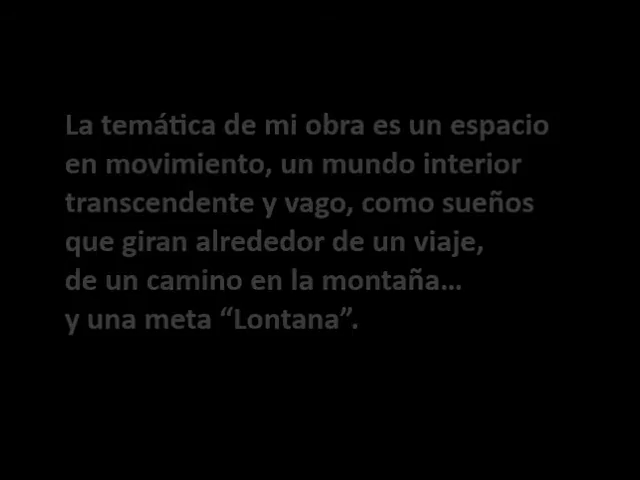 La temática de mi obra es un espacio
en movimiento, un mundo interior
transcendente y vago, como sueños
que giran alrededor de un viaje,
de un camino en la montaña...
y una meta “Lontana”.